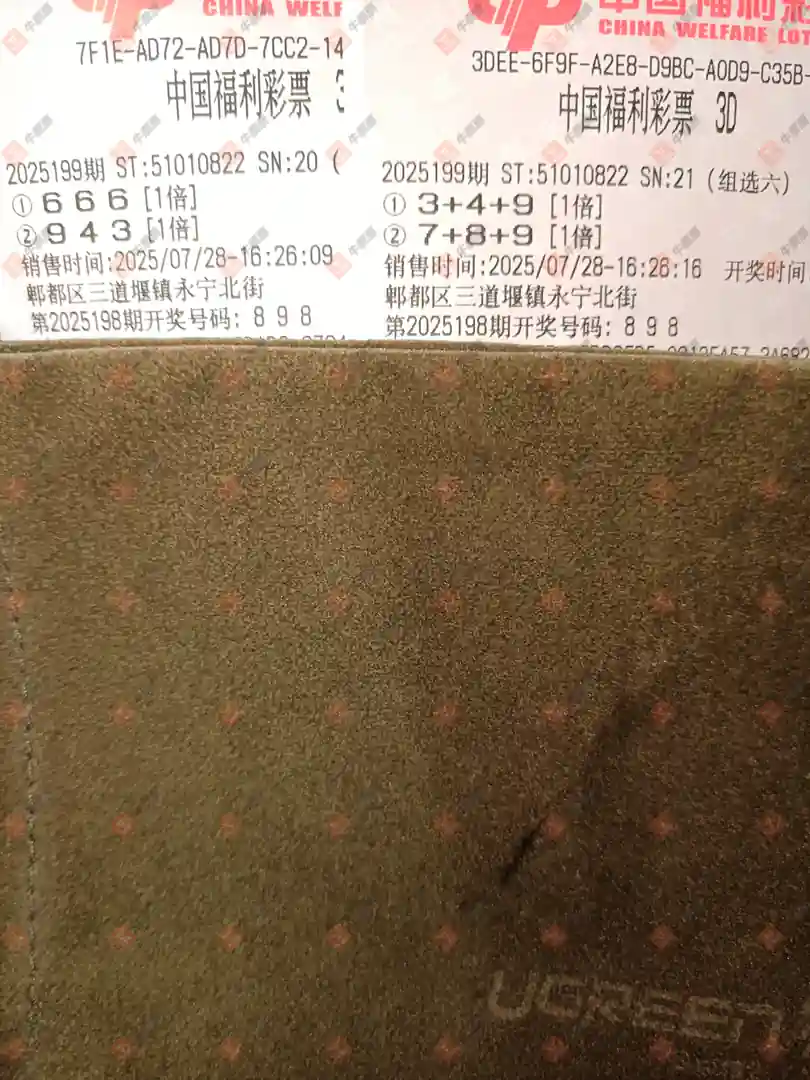 CHINA WELF
7F1E-AD72-AD7D-7CC2-14
中国福利彩票
2025199期 ST:51010822 SN:20 (
① 6 6 6 [1倍]
② 9 4 3 [1倍]
销售时间:2025/07/28-16:26:09
郫都区三道堰镇永宁北街
第2025198期开奖号码: 8 9 8
中国福利彩
CHINA WELFARE LOT
3DEE-6F9F-A2E8-D9BC-A0D9-C35B-
中国福利彩票 3D
2025199期 ST:51010822 SN:21 (组选六)
① 3+4+9 [1倍]
② 7+8+9 [1倍]
销售时间:2025/07/28-16:26:16 开奖时间
郫都区三道堰镇永宁北街
第2025198期开奖号码: 8 9 8
UGREEN